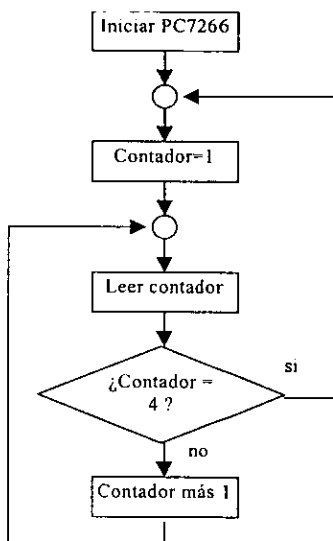 Iniciar PC7266
Contador=1
Leer contador
¿Contador =
4 ?
si
no
Contador más 1